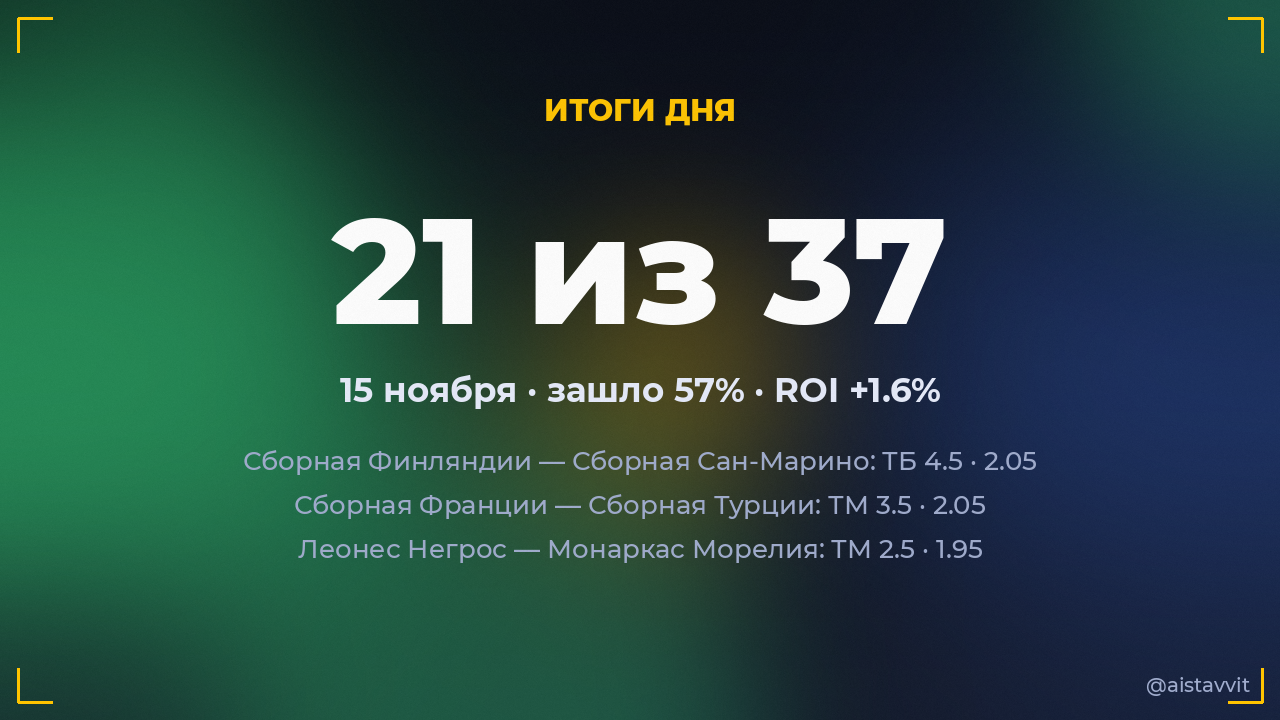 ИТОГИ ДНЯ
21 из 37
15 ноября · зашло 57% · ROI +1.6%
Сборная Финляндии — Сборная Сан-Марино: ТБ 4.5 · 2.05
Сборная Франции — Сборная Турции: ТМ 3.5 · 2.05
Леонес Негрос — Монаркас Морелия: ТМ 2.5 · 1.95
@aistavvit